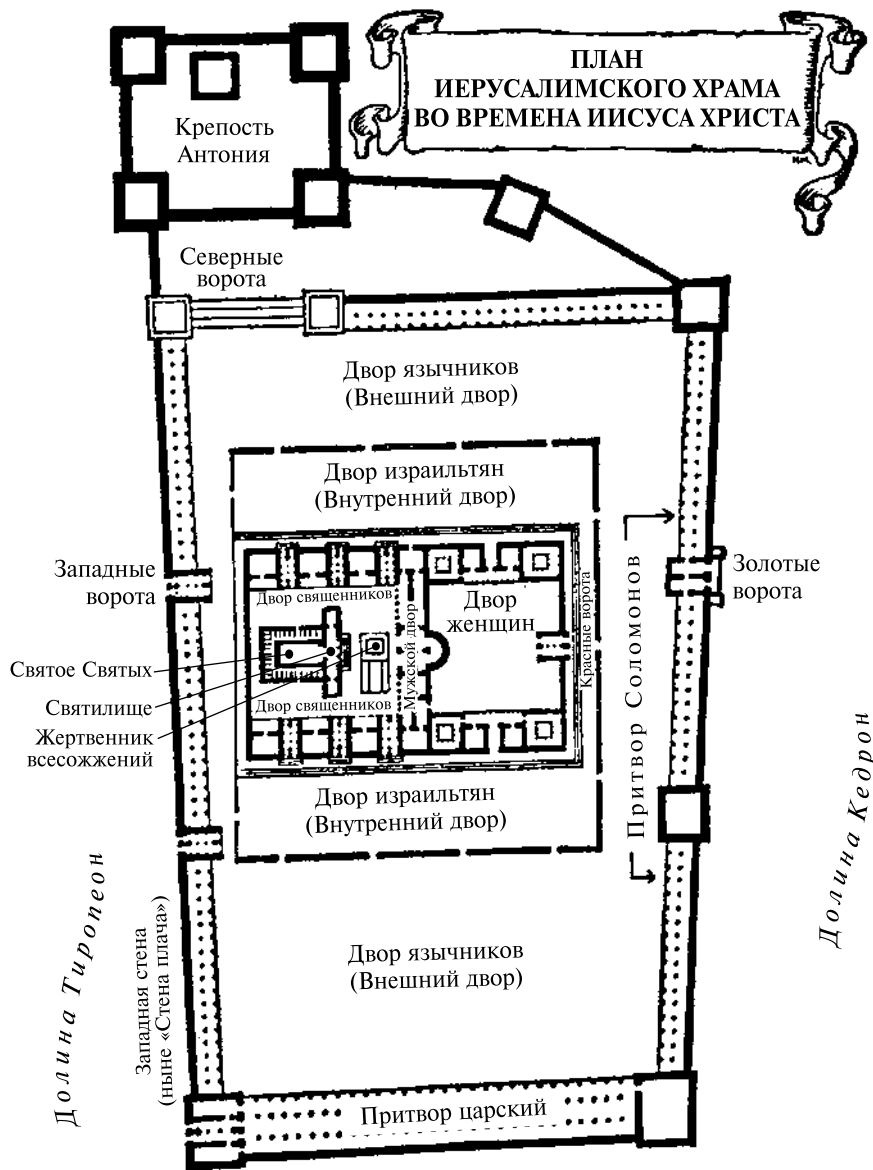 ПЛАН
ИЕРУСАЛИМСКОГО ХРАМА
ВО ВРЕМЕНА ИИСУСА ХРИСТА
Крепость
Антония
Северные
ворота
Двор язычников
(Внешний двор)
Двор израильтян
(Внутренний двор)
Западные
ворота
Золотые
ворота
Двор священников
Двор
женщин
Мужской двор
Красные ворота
Притвор Соломонов
Святое Святых
Святилище
Жертвенник
всесожжений
Двор священников
Двор израильтян
(Внутренний двор)
Долина Кедрон
Долина Тиропеон
Западная стена
(ныне «Стена плача»)
Двор язычников
(Внешний двор)
Притвор царский